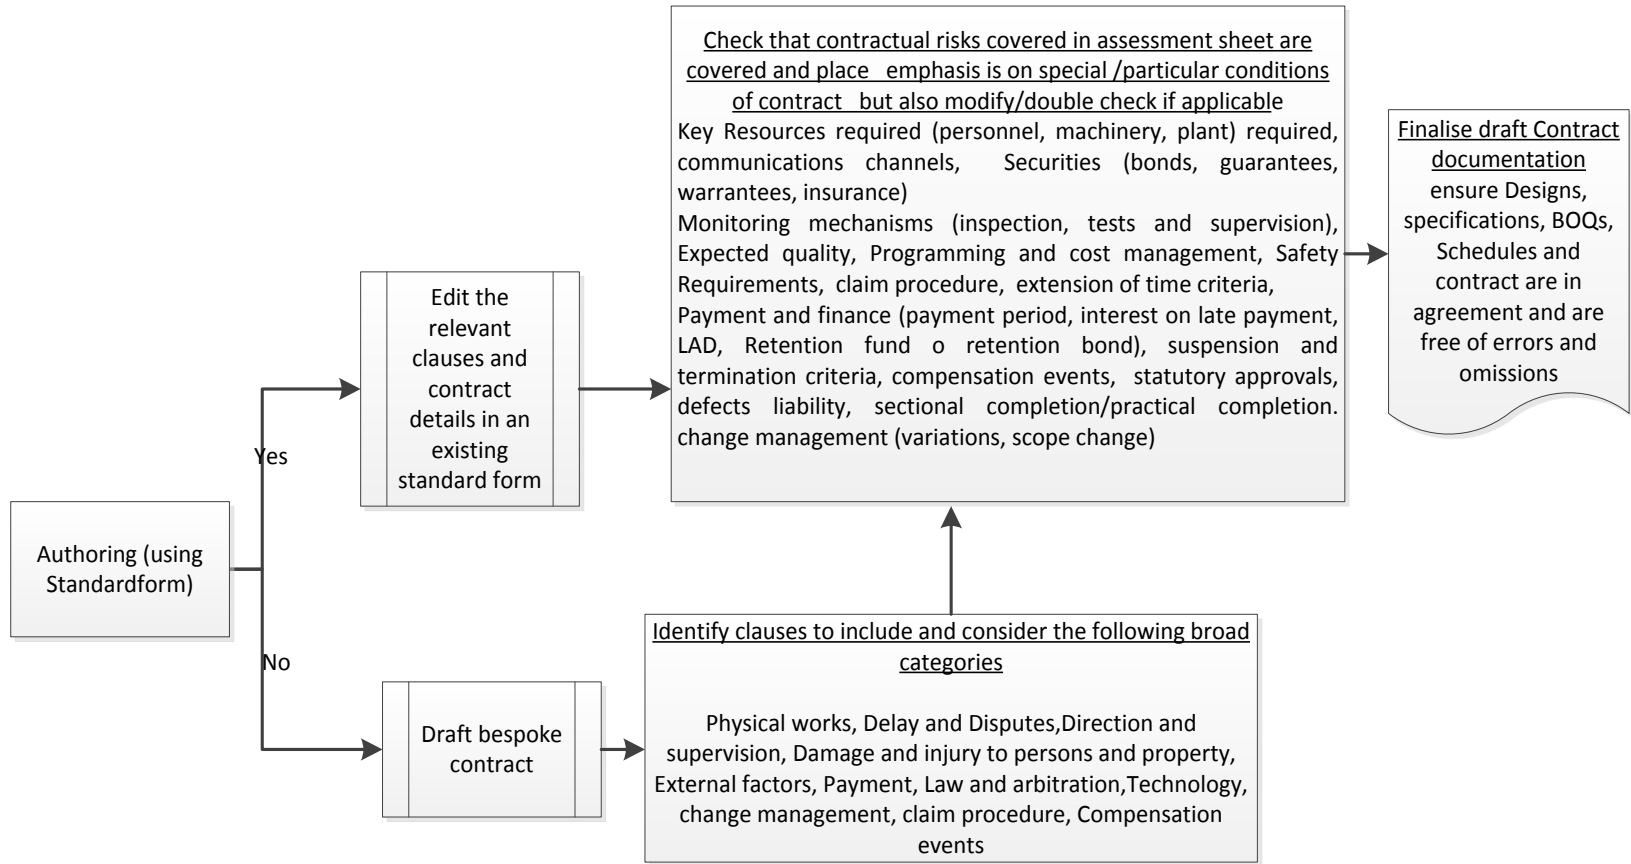 Authoring (using
Standardform)
Yes
No
Edit the
relevant
clauses and
contract
details in an
existing
standard form
Draft bespoke
contract
Identify clauses to include and consider the following broad
categories
Physical works, Delay and Disputes,Direction and
supervision, Damage and injury to persons and property,
External factors, Payment, Law and arbitration,Technology,
change management, claim procedure, Compensation
events
Check that contractual risks covered in assessment sheet are
covered and place emphasis is on special /particular conditions
of contract but also modify/double check if applicable
Key Resources required (personnel, machinery, plant) required,
communications channels, Securities (bonds, guarantees,
warrantees, insurance)
Monitoring mechanisms (inspection, tests and supervision),
Expected quality, Programming and cost management, Safety
Requirements, claim procedure, extension of time criteria,
Payment and finance (payment period, interest on late payment,
LAD, Retention fund o retention bond), suspension and
termination criteria, compensation events, statutory approvals,
defects liability, sectional completion/practical completion.
change management (variations, scope change)
Finalise draft Contract
documentation
ensure Designs,
specifications, BOQs,
Schedules and
contract are in
agreement and are
free of errors and
omissions